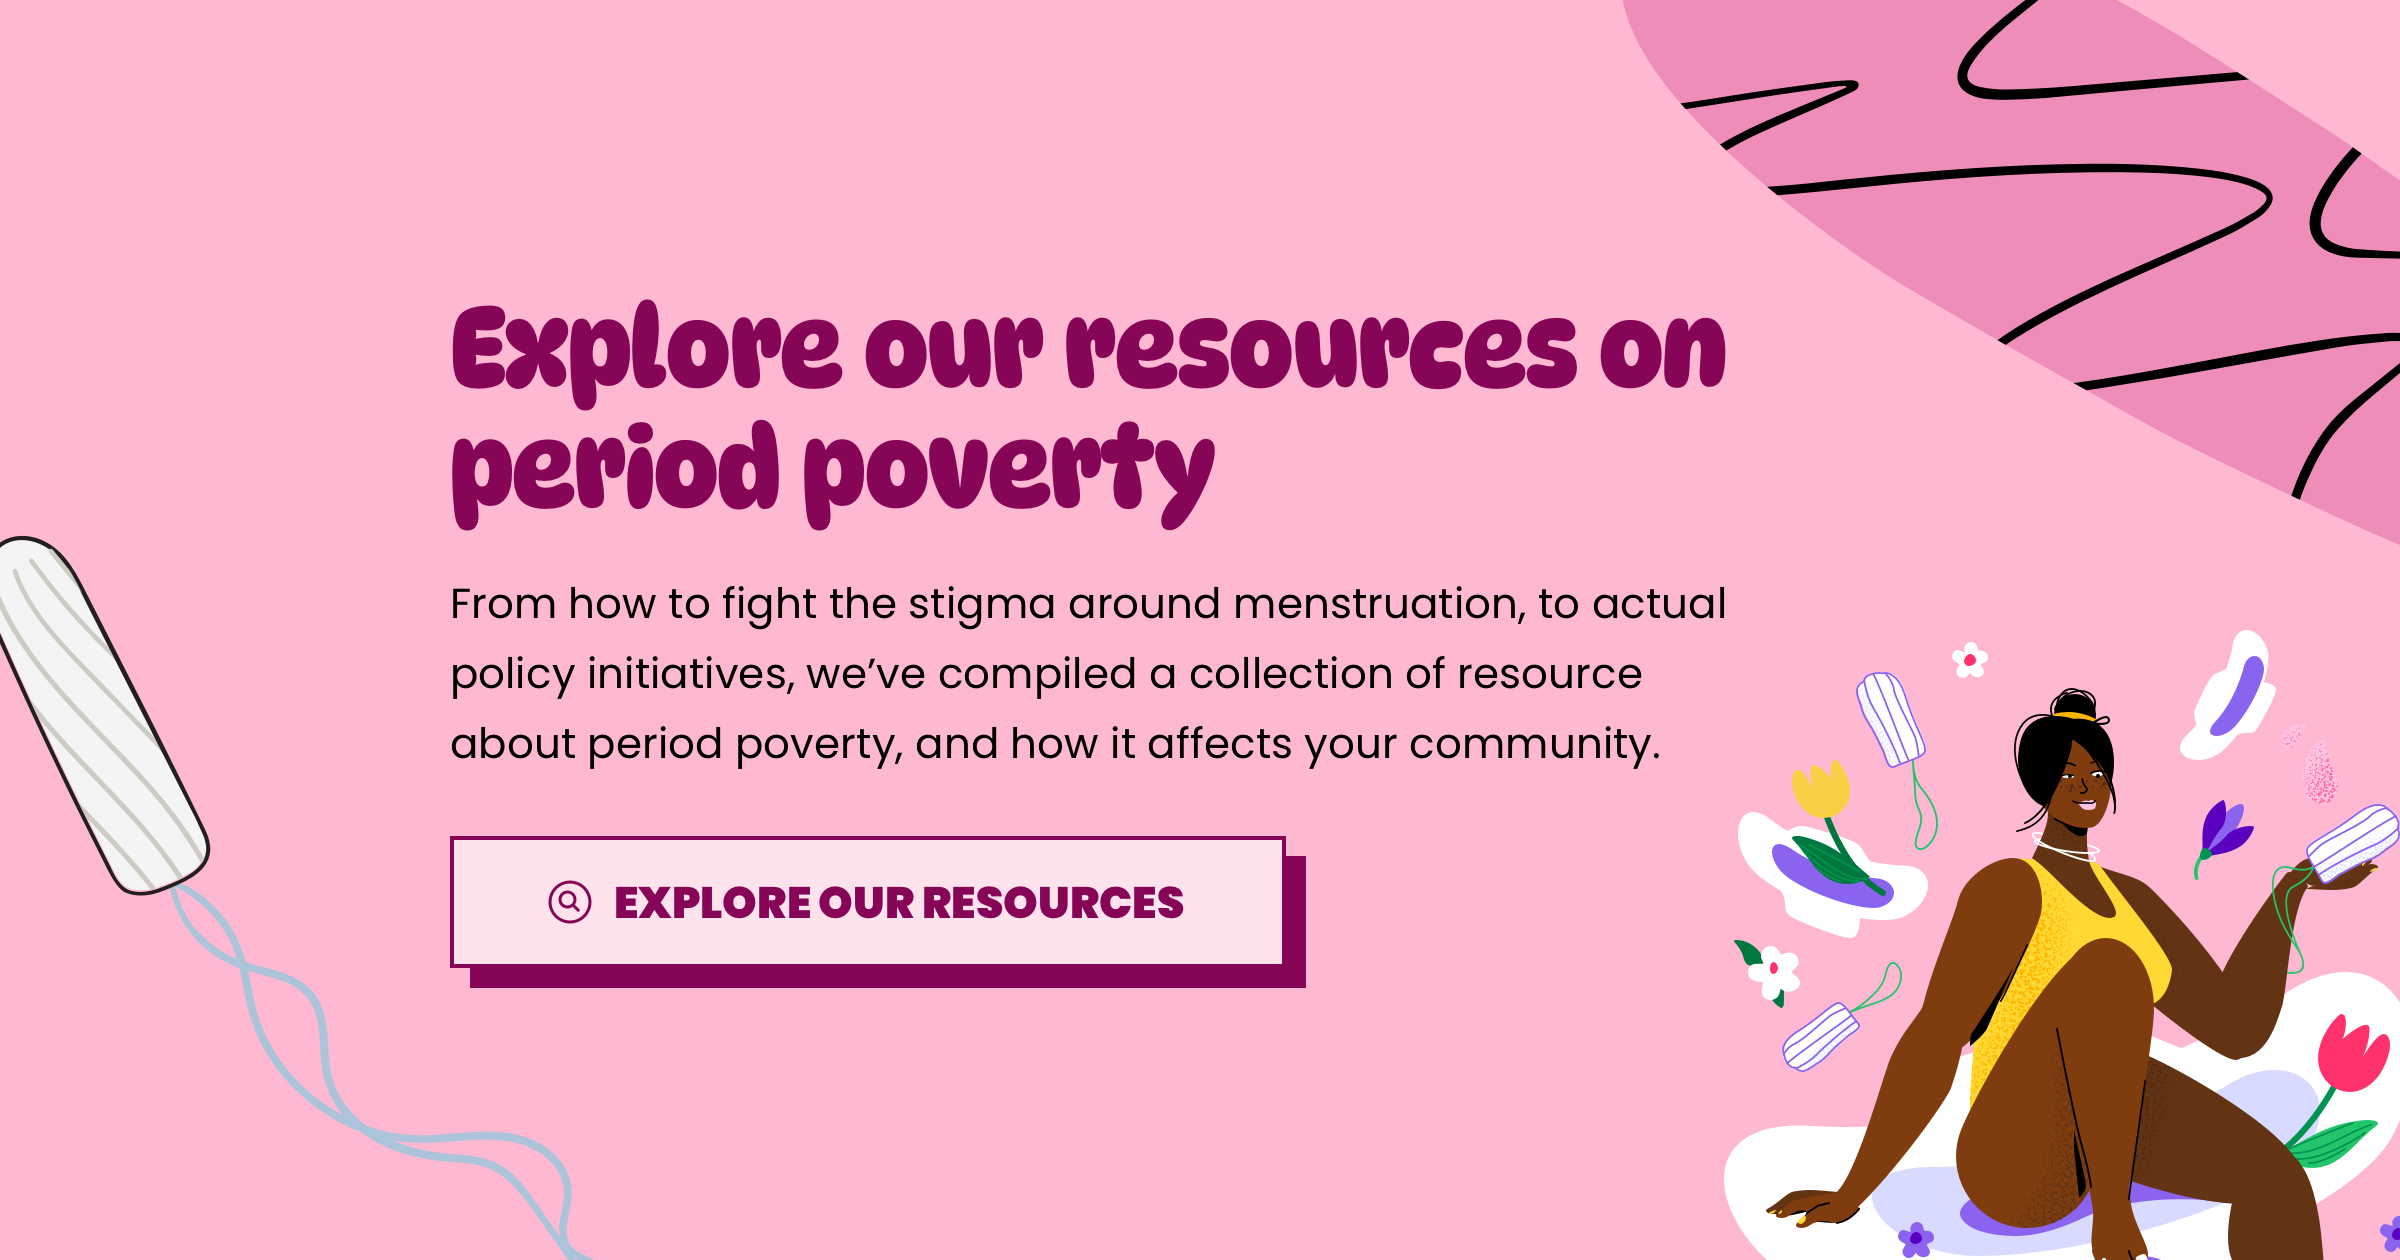 Explore our resources on
period poverty
From how to fight the stigma around menstruation, to actual
policy initiatives, we’ve compiled a collection of resource
about period poverty, and how it affects your community.
EXPLORE OUR RESOURCES